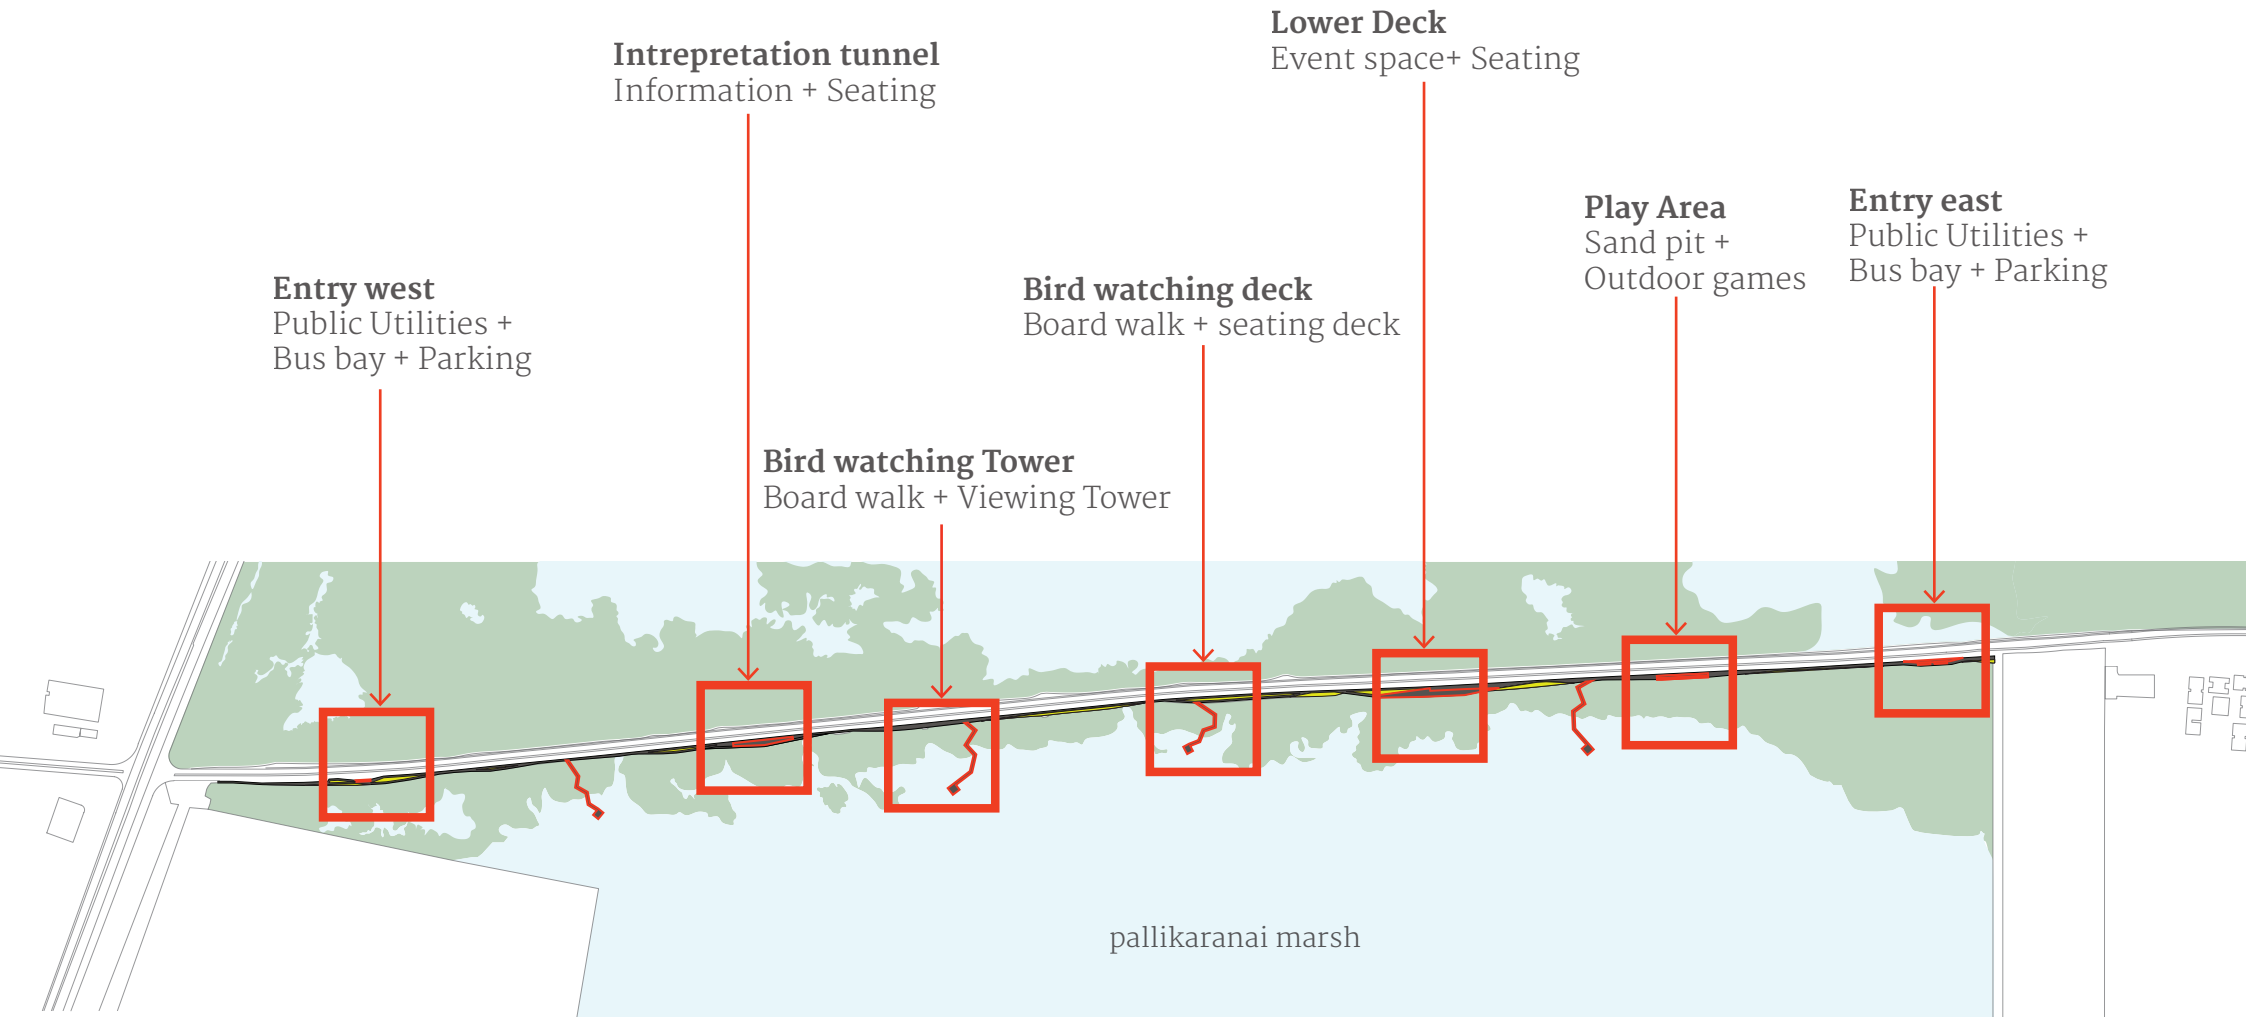 Lower Deck
Event space+ Seating
Intrepretation tunnel
Information + Seating
Play Area
Sand pit +
Outdoor games
Entry east
Public Utilities +
Bus bay + Parking
Entry west
Public Utilities +
Bus bay + Parking
Bird watching deck
Board walk + seating deck
Bird watching Tower
Board walk + Viewing Tower
pallikaranai marsh